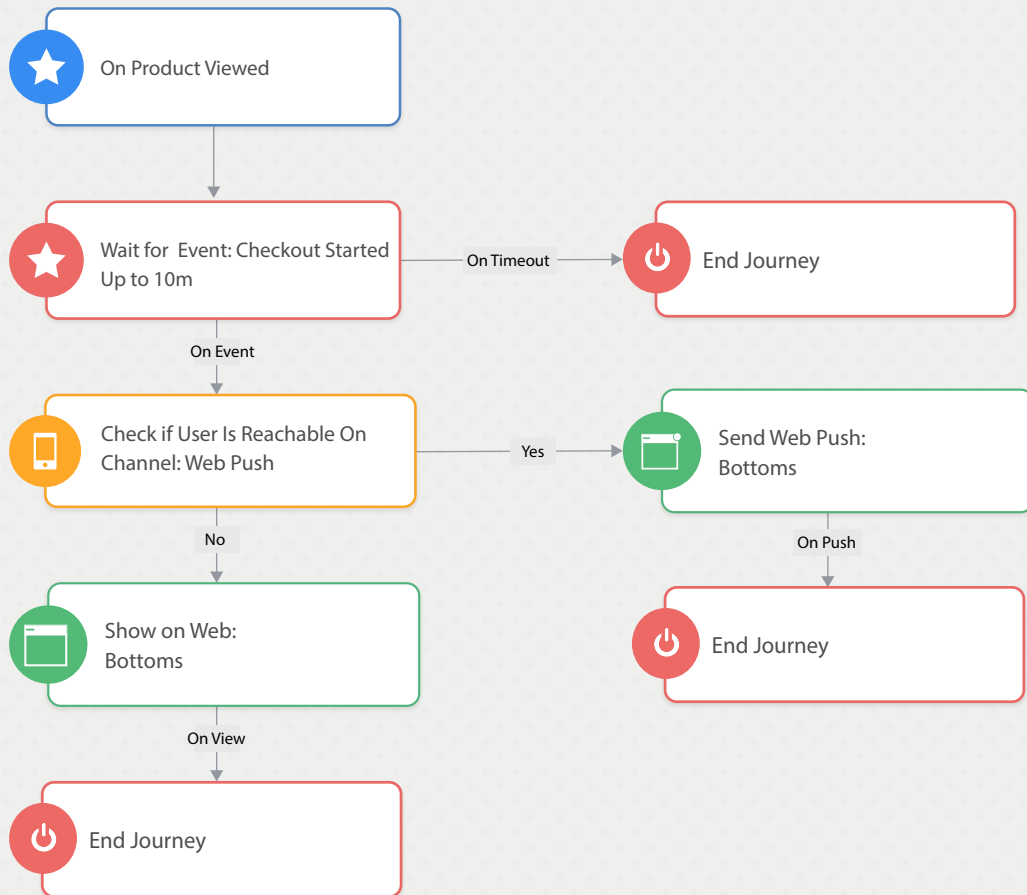 On Product Viewed
Wait for Event: Checkout Started
Up to 10m
On Timeout
End Journey
On Event
Check if User Is Reachable On
Channel: Web Push
Yes
Send Web Push:
Bottoms
No
On Push
Show on Web:
Bottoms
End Journey
On View
End Journey